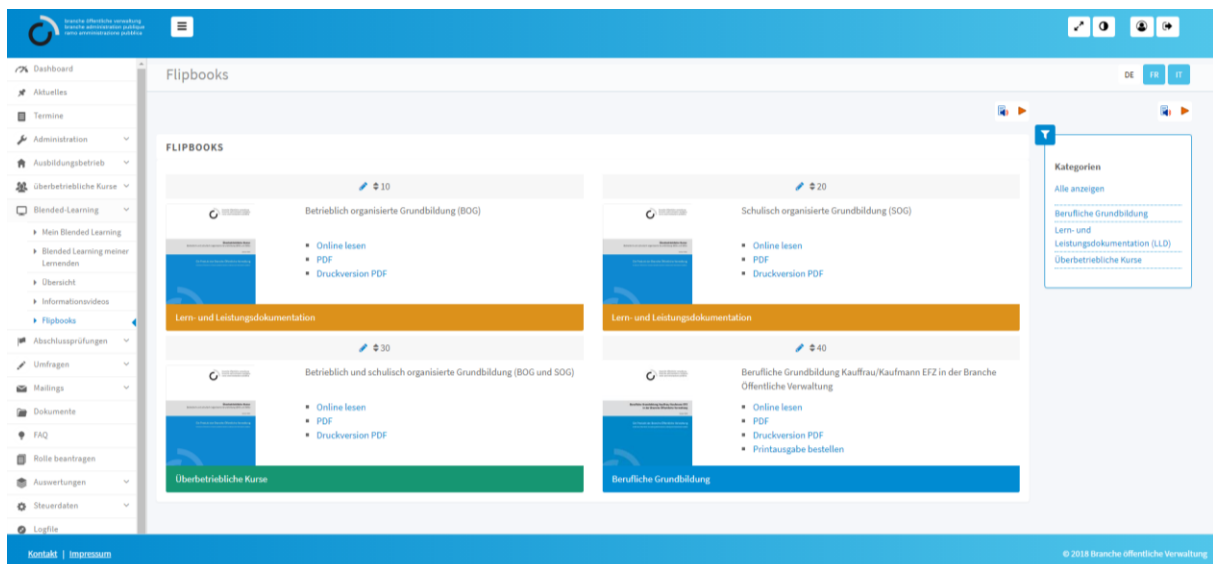 branche öffentliche verwaltung
branche administration publique
ramo amministrazione pubblica
Dashboard
Aktuelles
Termine
Administration
Ausbildungsbetrieb
überbetriebliche Kurse
Blended-Learning
Mein Blended Learning
Blended Learning meiner
Lernenden
Übersicht
Informationsvideos
Flipbooks
Abschlussprüfungen
Umfragen
Mailings
Dokumente
FAQ
Rolle beantragen
Auswertungen
Steuerdaten
Logfile
Flipbooks
DE FR IT
FLIPBOOKS
10
Betrieblich organisierte Grundbildung (BOG)
Online lesen
PDF
Druckversion PDF
Lern- und Leistungsdokumentation
20
Schulisch organisierte Grundbildung (SOG)
Online lesen
PDF
Druckversion PDF
Lern- und Leistungsdokumentation
30
Betrieblich und schulisch organisierte Grundbildung (BOG und SOG)
Online lesen
PDF
Druckversion PDF
Überbetriebliche Kurse
40
Berufliche Grundbildung Kauffrau/Kaufmann EFZ in der Branche
Öffentliche Verwaltung
Online lesen
PDF
Druckversion PDF
Printausgabe bestellen
Berufliche Grundbildung
Kategorien
Alle anzeigen
Berufliche Grundbildung
Lern- und
Leistungsdokumentation (LLD)
Überbetriebliche Kurse
Kontakt | Impressum
© 2018 Branche öffentliche Verwaltung